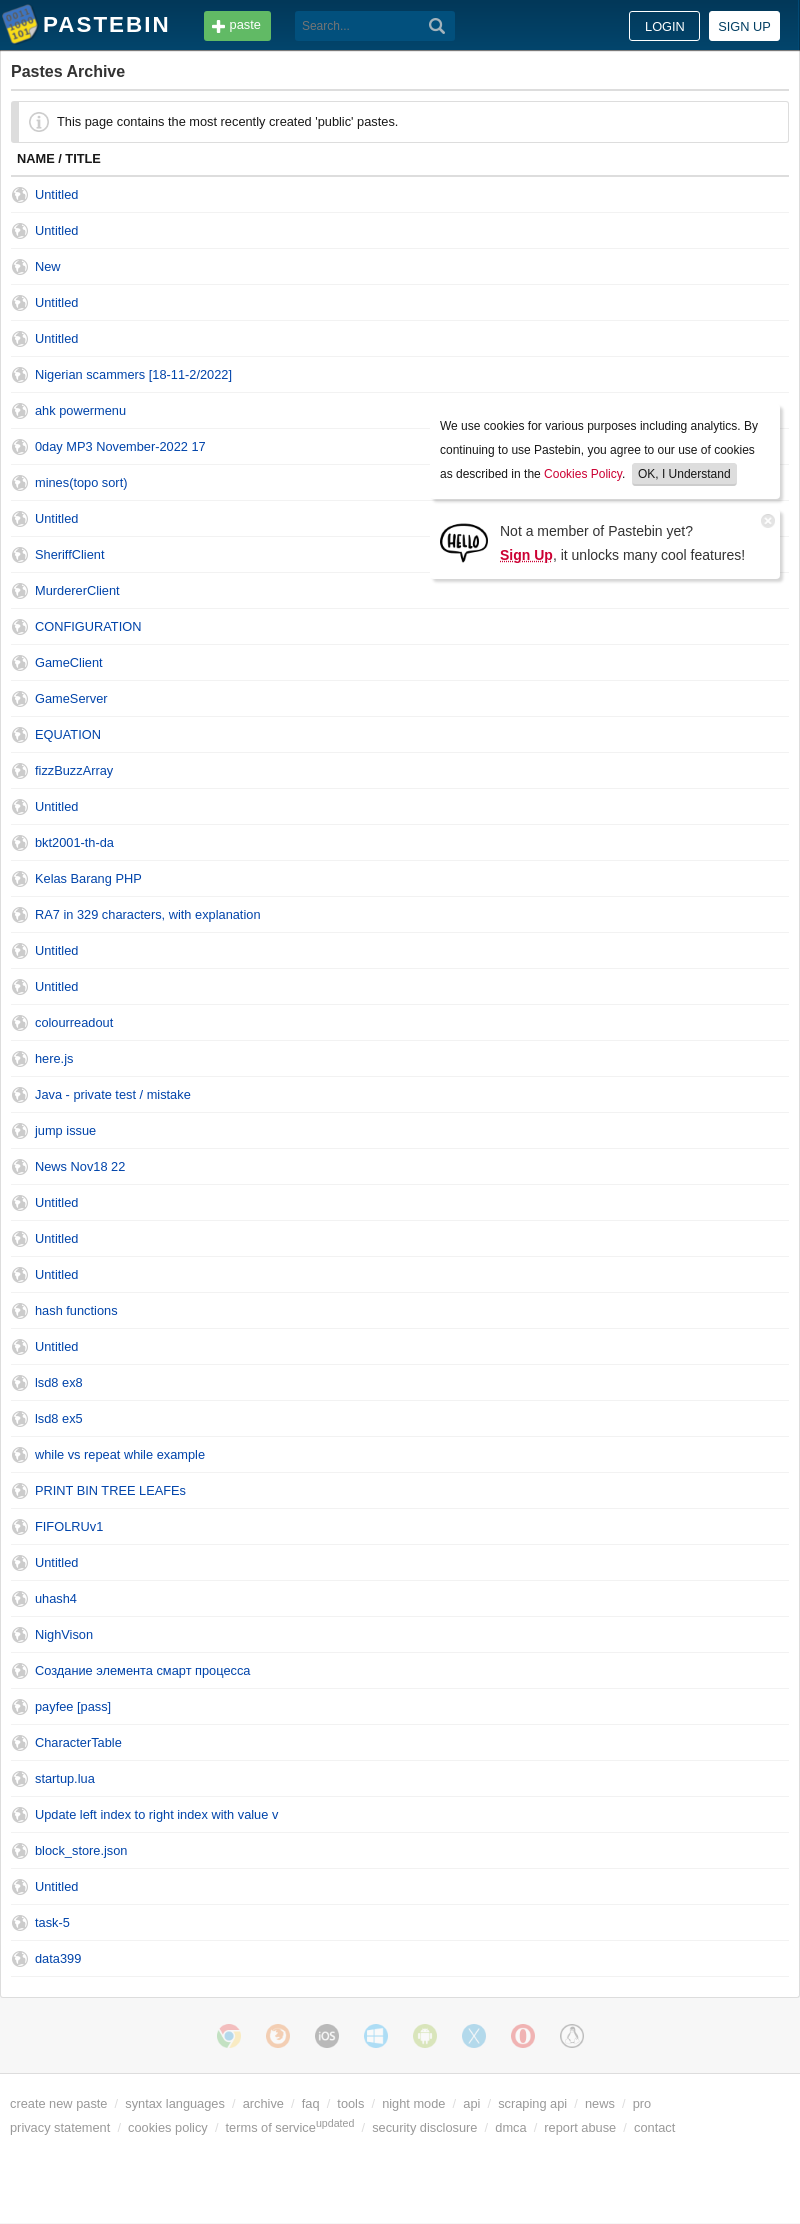 PASTEBIN paste Search... LOGIN SIGN UP
Pastes Archive
This page contains the most recently created 'public' pastes.
NAME / TITLE
Untitled
Untitled
New
Untitled
Untitled
Nigerian scammers [18-11-2/2022]
ahk powermenu
0day MP3 November-2022 17
mines(topo sort)
Untitled
SheriffClient
MurdererClient
We use cookies for various purposes including analytics. By
continuing to use Pastebin, you agree to our use of cookies
as described in the Cookies Policy. OK, I Understand
HELLO
Not a member of Pastebin yet?
Sign Up, it unlocks many cool features!
CONFIGURATION
GameClient
GameServer
EQUATION
fizzBuzzArray
Untitled
bkt2001-th-da
Kelas Barang PHP
RA7 in 329 characters, with explanation
Untitled
Untitled
colourreadout
here.js
Java - private test / mistake
jump issue
News Nov18 22
Untitled
Untitled
Untitled
hash functions
Untitled
lsd8 ex8
lsd8 ex5
while vs repeat while example
PRINT BIN TREE LEAFEs
FIFOLRUv1
Untitled
uhash4
NighVison
Создание элемента смарт процесса
payfee [pass]
CharacterTable
startup.lua
Update left index to right index with value v
block_store.json
Untitled
task-5
data399
iOS
create new paste / syntax languages / archive / faq / tools / night mode / api / scraping api / news / pro
privacy statement / cookies policy / terms of serviceupdated / security disclosure / dmca / report abuse / contact